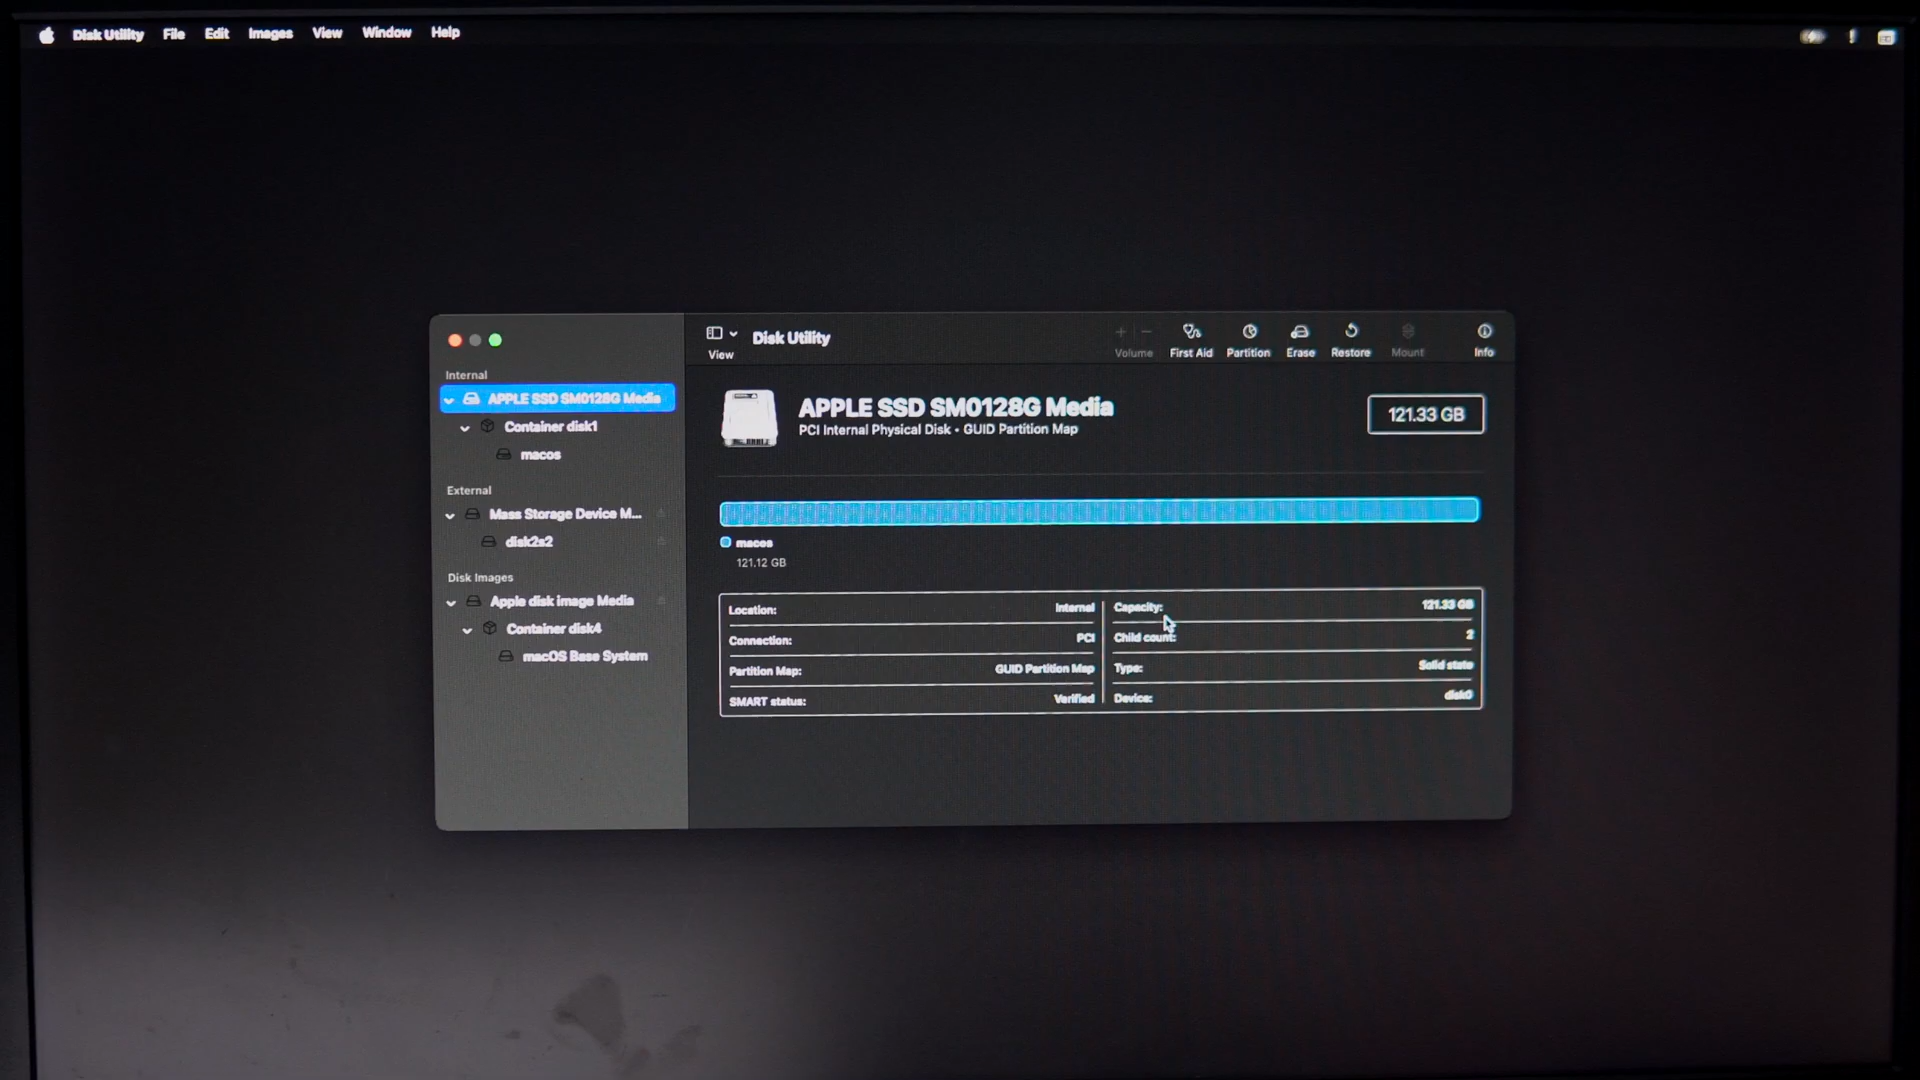 Disk Utility File Edit Images View Window Help
Internal
APPLE SSD SM0128G Media
Container disk1
macos
External
Mass Storage Device M...
disk2s2
Disk Images
Apple disk image Media
Container disk4
macOS Base System
View
Disk Utility
Volume First Aid Partition Erase Restore Mount Info
APPLE SSD SM0128G Media
PCI Internal Physical Disk • GUID Partition Map
121.33 GB
macos
121.12 GB
Location: Internal
Connection: PCI
Partition Map: GUID Partition Map
SMART status: Verified
Capacity: 121.33 GB
Child count: 2
Type: Solid state
Device: disk0